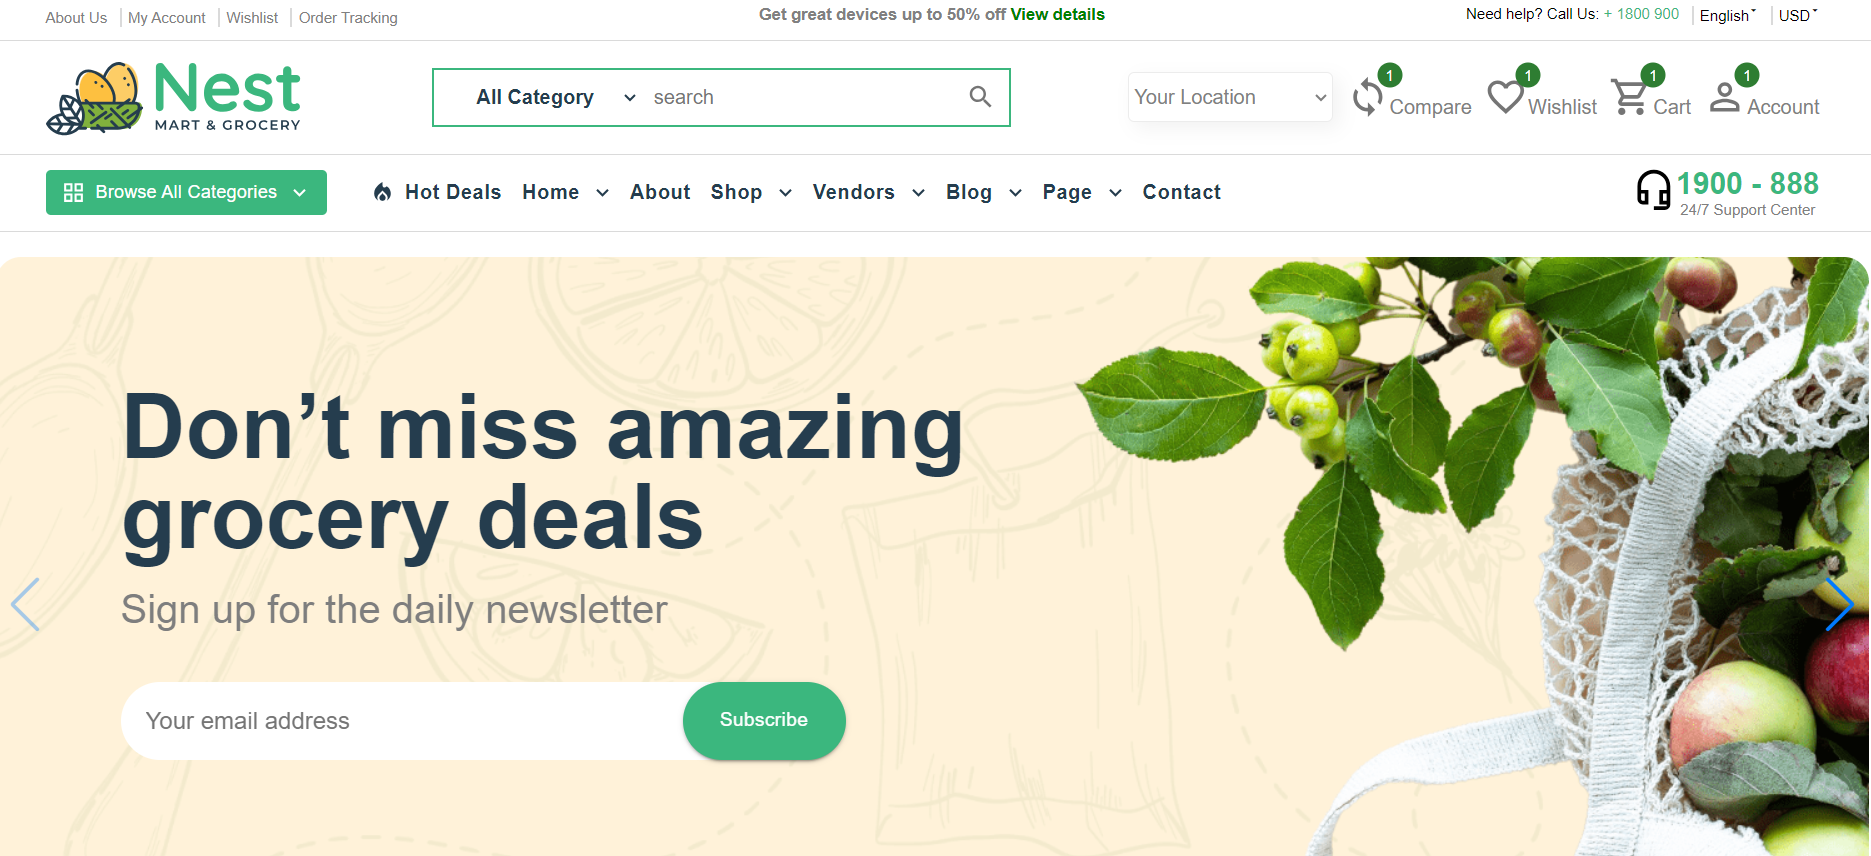 About Us My Account Wishlist Order Tracking
Get great devices up to 50% off View details
Need help? Call Us: + 1800 900 English USD
Nest
MART & GROCERY
All Category search
Your Location
1 Compare
1 Wishlist
1 Cart
1 Account
Browse All Categories
Hot Deals Home About Shop Vendors Blog Page Contact
1900 - 888
24/7 Support Center
Don’t miss amazing
grocery deals
Sign up for the daily newsletter
Your email address Subscribe